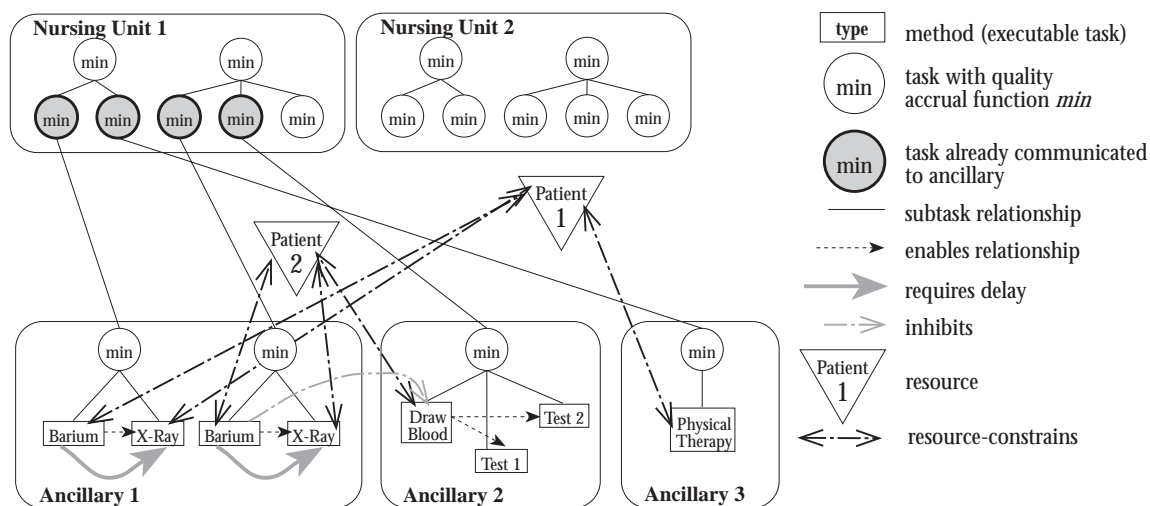 Nursing Unit 1
min
min
min
min
min
min
min
Nursing Unit 2
min
min
min
min
min
min
min
Patient
1
Patient
2
min
min
Barium
X-Ray
Barium
X-Ray
Ancillary 1
min
Draw
Blood
Test 2
Test 1
Ancillary 2
min
Physical
Therapy
Ancillary 3
type
method (executable task)
min
task with quality
accrual function min
min
task already communicated
to ancillary
subtask relationship
enables relationship
requires delay
inhibits
Patient
1
resource
resource-constrains